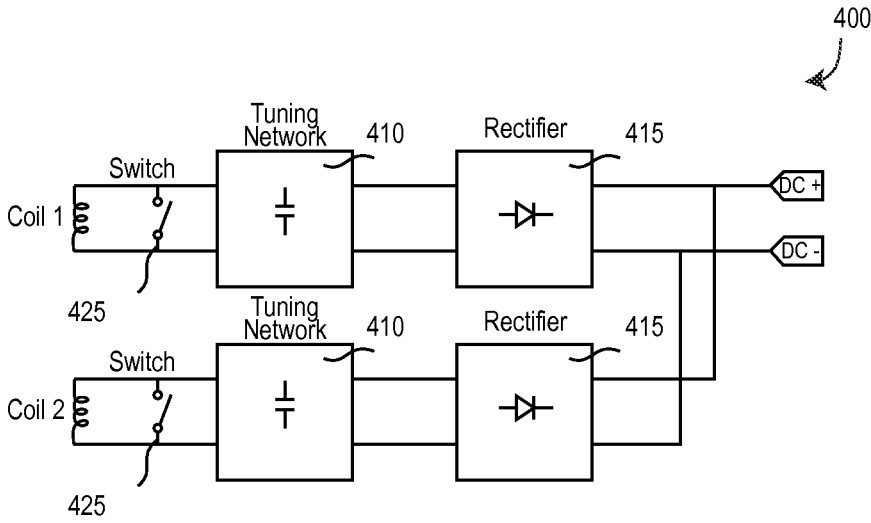 400
Tuning
Network
410
Rectifier
415
Switch
Coil 1
DC +
DC -
425
Tuning
Network
410
Rectifier
415
Switch
Coil 2
425